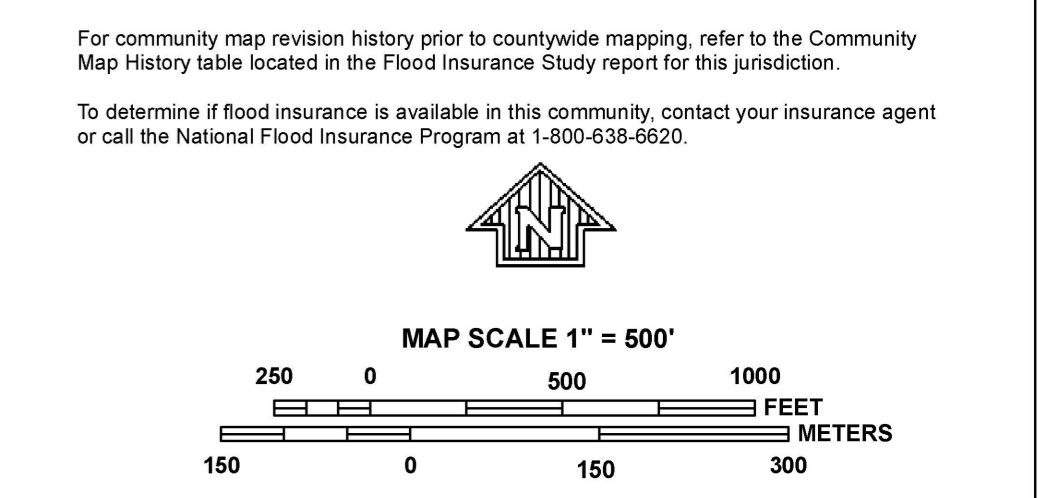 For community map revision history prior to countywide mapping, refer to the Community
Map History table located in the Flood Insurance Study report for this jurisdiction.
To determine if flood insurance is available in this community, contact your insurance agent
or call the National Flood Insurance Program at 1-800-638-6620.
N
MAP SCALE 1" = 500'
250 0 500 1000
FEET
METERS
150 0 150 300